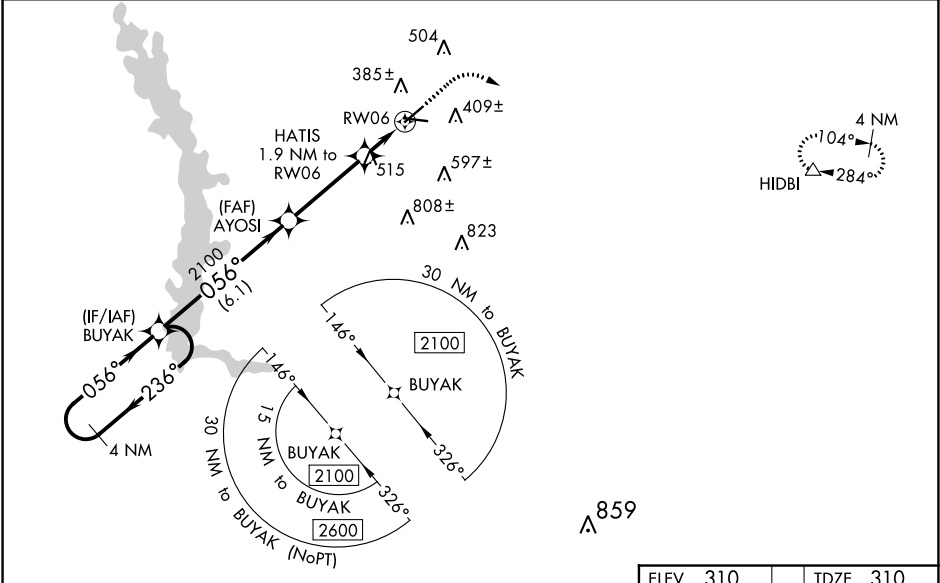 504
385±
409±
RW06
HATIS
1.9 NM to
RW06
515
597±
4 NM
104°
284°
HIDBI
(FAF)
AYOSI
808±
823
2100
056°
(6.1)
(IF/IAF)
BUYAK
056°
236°
4 NM
30 NM to BUYAK
146°
2100
BUYAK
326°
146°
15 NM to BUYAK
BUYAK
2100
326°
30 NM to BUYAK (NoPT)
2600
859
ELEV 310
TDZE 310